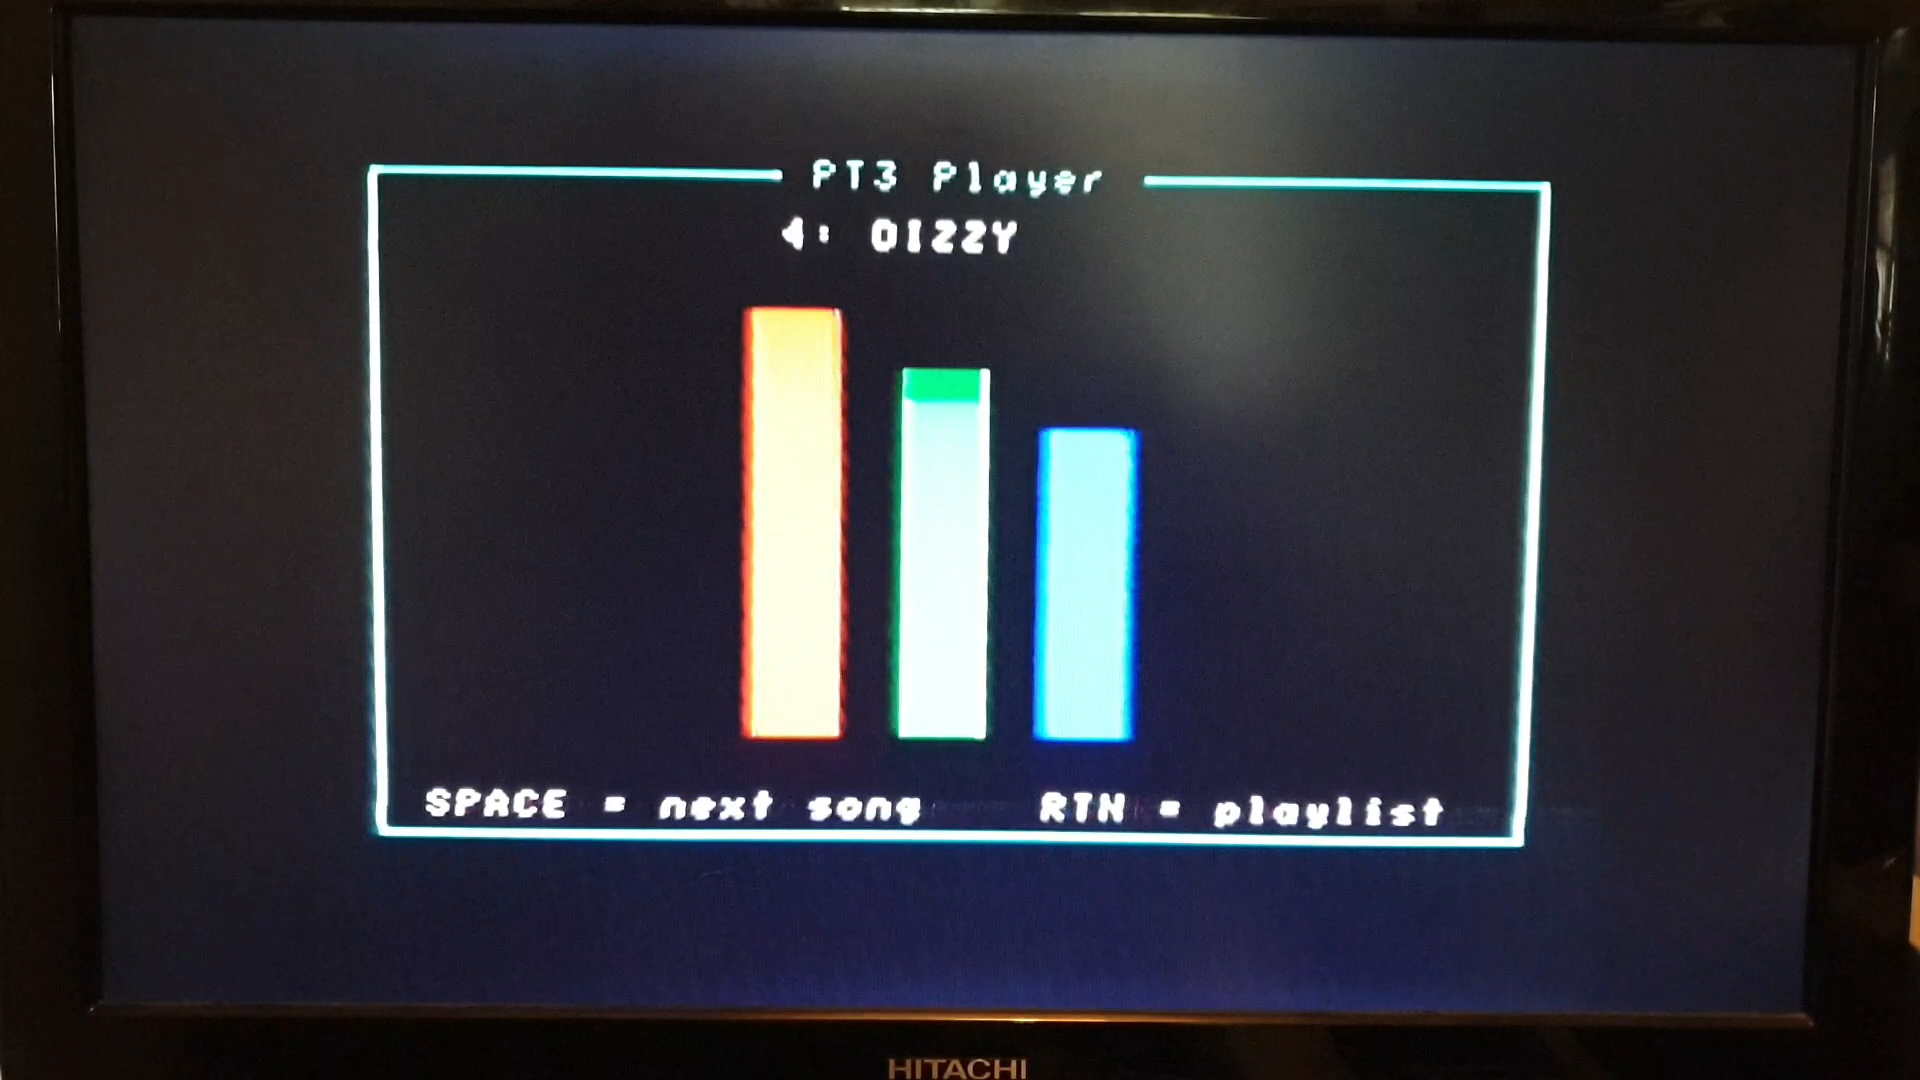 PT3 Player
4: DIZZY
SPACE = next song RTN = playlist
HITACHI